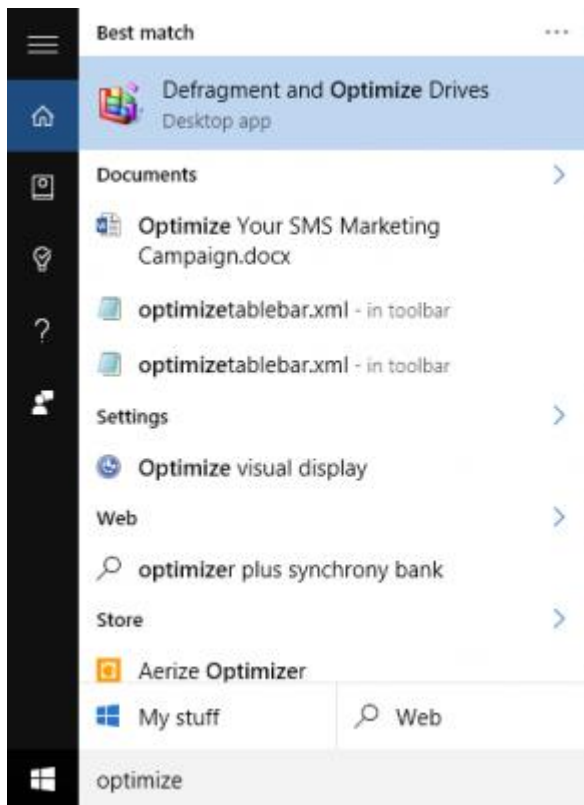 Best match
Defragment and Optimize Drives
Desktop app
Documents
Optimize Your SMS Marketing
Campaign.docx
optimizetablebar.xml - in toolbar
optimizetablebar.xml - in toolbar
Settings
Optimize visual display
Web
optimizer plus synchrony bank
Store
Aerize Optimizer
My stuff
Web
optimize